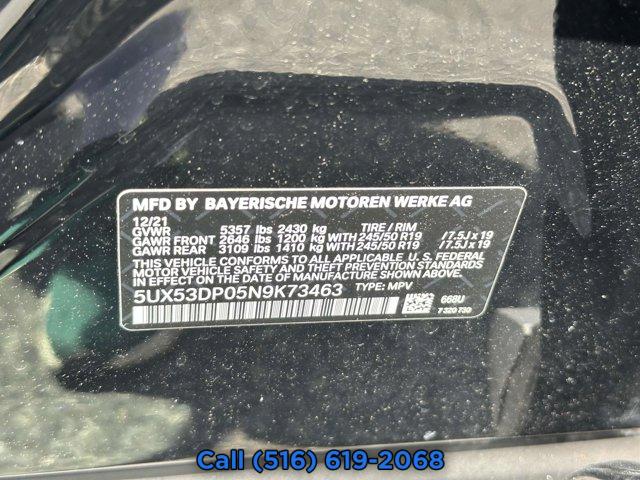 MFD BY BAYERISCHE MOTOREN WERKE AG
12/21
GVWR 5357 lbs 2430 kg TIRE / RIM
GAWR FRONT 2646 lbs 1200 kg WITH 245/50 R19 / 7.5J x 19
GAWR REAR 3109 lbs 1410 kg WITH 245/50 R19 / 7.5J x 19
THIS VEHICLE CONFORMS TO ALL APPLICABLE U. S. FEDERAL
MOTOR VEHICLE SAFETY AND THEFT PREVENTION STANDARDS
IN EFFECT ON THE DATE OF MANUFACTURE SHOWN ABOVE.
5UX53DP05N9K73463 TYPE: MPV
668U
7 320 730
Call (516) 619-2068